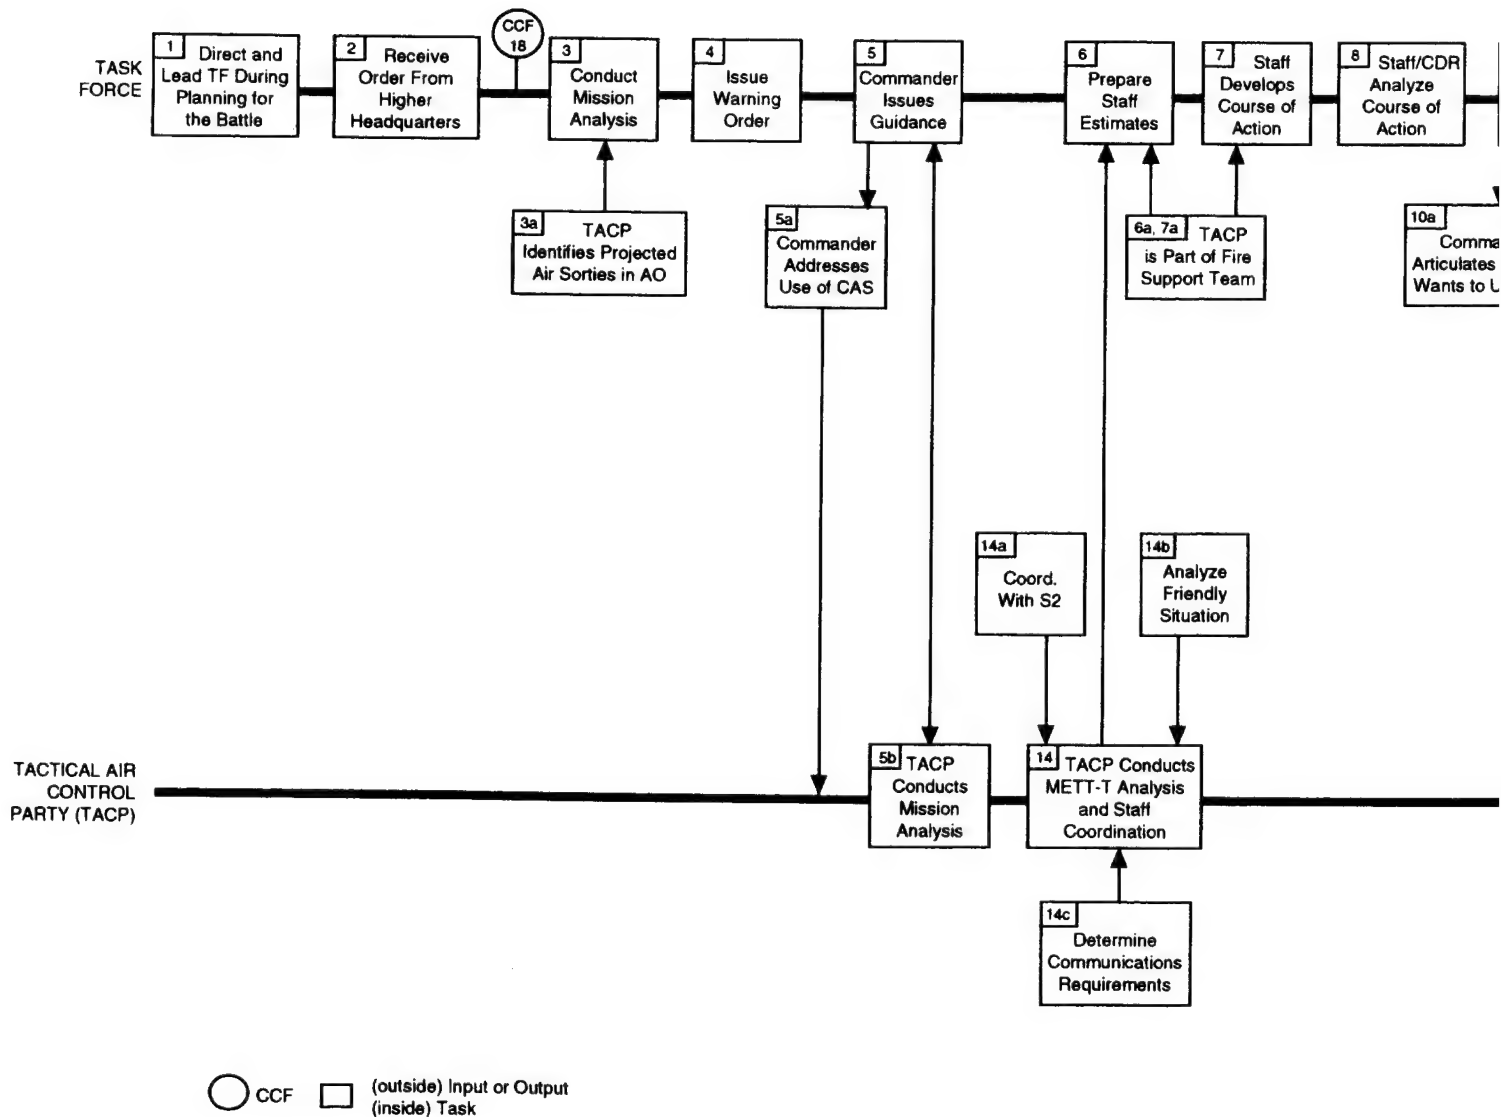 CCF
18
TASK
FORCE
1 Direct and
Lead TF During
Planning for
the Battle
2 Receive
Order From
Higher
Headquarters
3
Conduct
Mission
Analysis
4
Issue
Warning
Order
5
Commander
Issues
Guidance
6
Prepare
Staff
Estimates
7 Staff
Develops
Course of
Action
8 Staff/CDR
Analyze
Course of
Action
3a TACP
Identifies Projected
Air Sorties in AO
5a
Commander
Addresses
Use of CAS
6a, 7a TACP
is Part of Fire
Support Team
10a
Comma
Articulates
Wants to U
14a
Coord.
With S2
14b
Analyze
Friendly
Situation
TACTICAL AIR
CONTROL
PARTY (TACP)
5b TACP
Conducts
Mission
Analysis
14 TACP Conducts
METT-T Analysis
and Staff
Coordination
14c
Determine
Communications
Requirements
CCF
(outside) Input or Output
(inside) Task